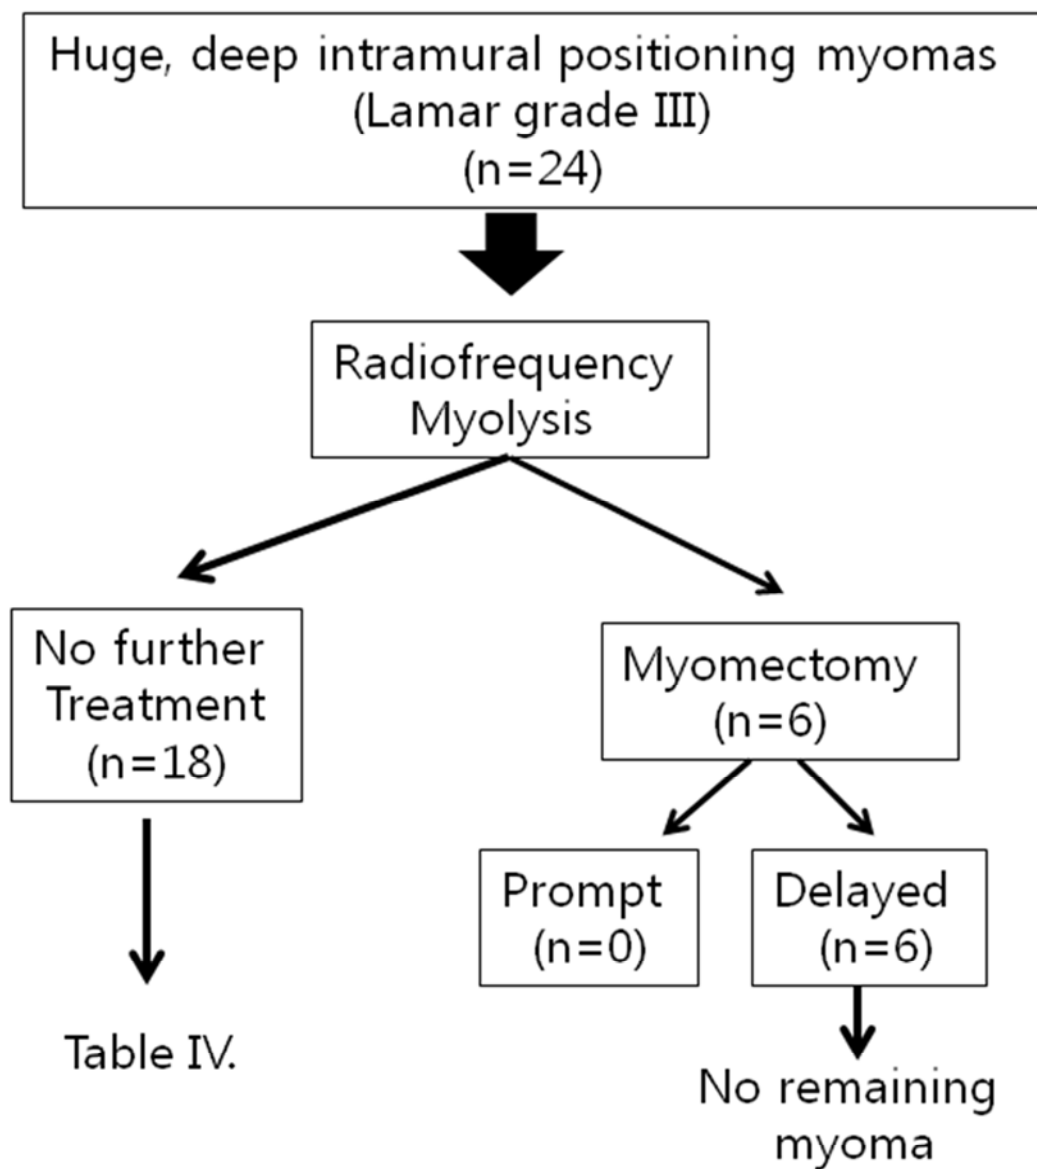 Huge, deep intramural positioning myomas
(Lamar grade III)
(n=24)
Radiofrequency
Myolysis
No further
Treatment
(n=18)
Myomectomy
(n=6)
Prompt
(n=0)
Delayed
(n=6)
Table IV.
No remaining
myoma